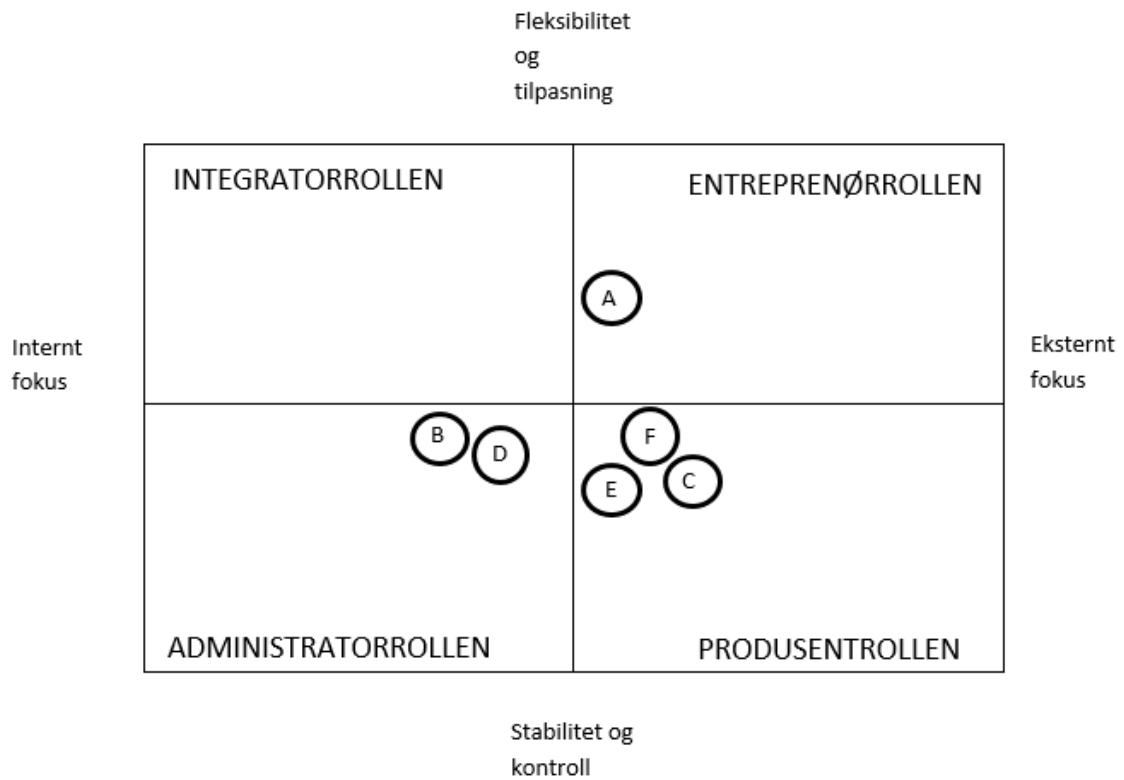 Fleksibilitet
og
tilpasning
INTEGRATORROLLEN
ENTREPRENØRROLLEN
A
Internt
fokus
Eksternt
fokus
B
D
F
E
C
ADMINISTRATORROLLEN
PRODUSENTROLLEN
Stabilitet og
kontroll